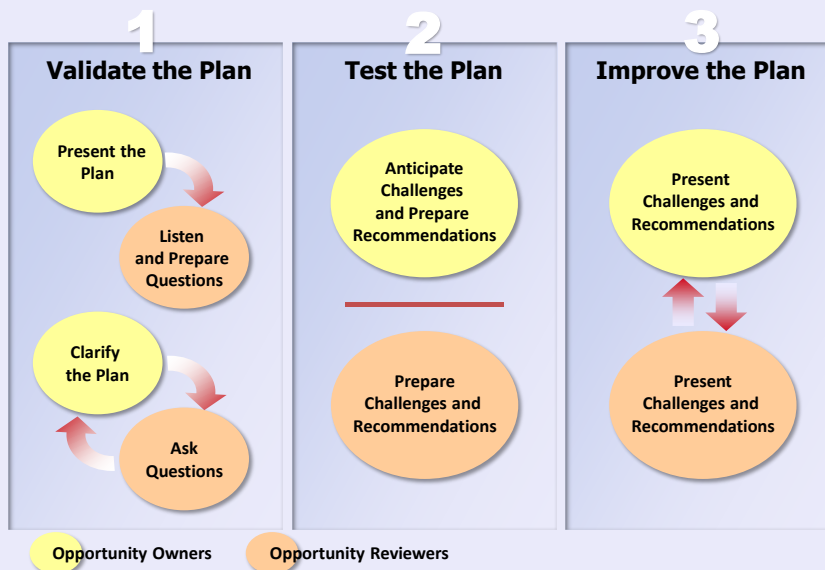 1
Validate the Plan
Present the
Plan
Listen
and Prepare
Questions
Clarify
the Plan
Ask
Questions
2
Test the Plan
Anticipate
Challenges
and Prepare
Recommendations
Prepare
Challenges and
Recommendations
3
Improve the Plan
Present
Challenges and
Recommendations
Present
Challenges and
Recommendations
Opportunity Owners
Opportunity Reviewers